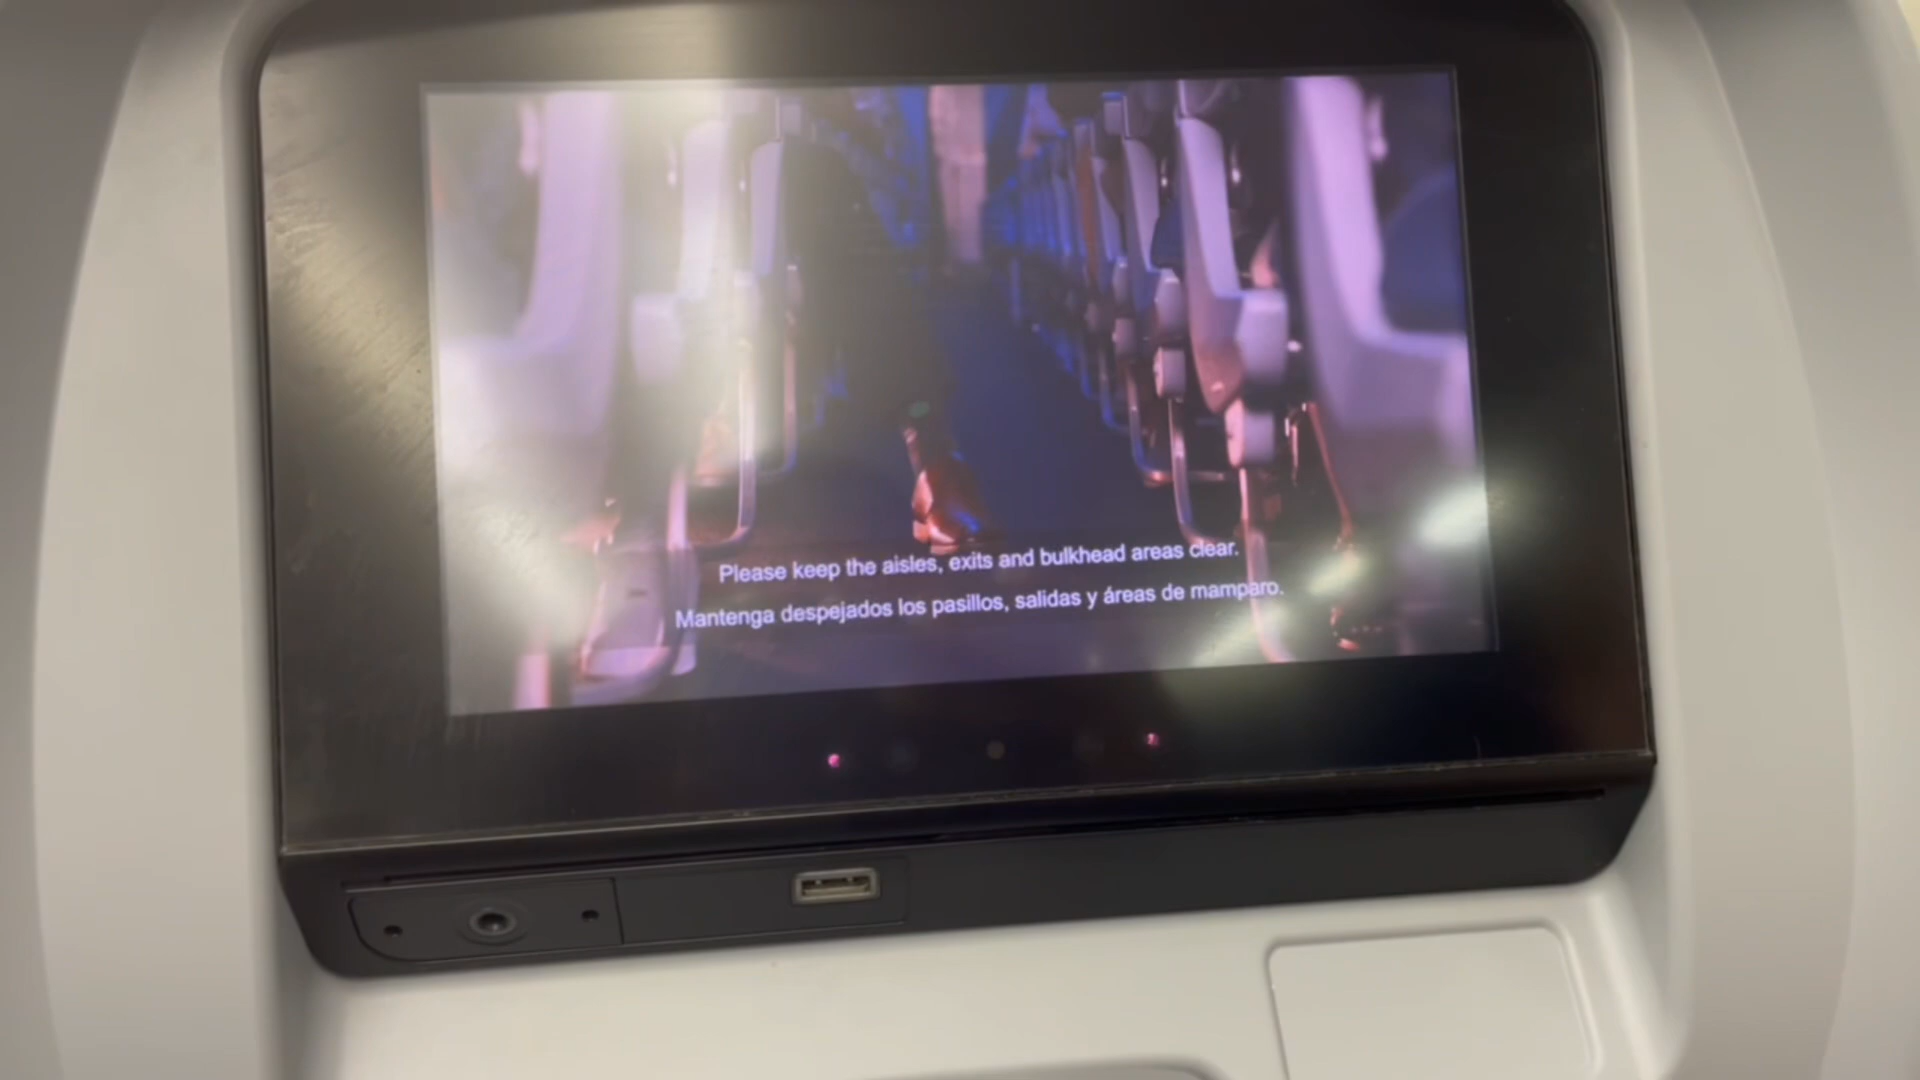 Please keep the aisles, exits and bulkhead areas clear.
Mantenga despejados los pasillos, salidas y áreas de mamparo.